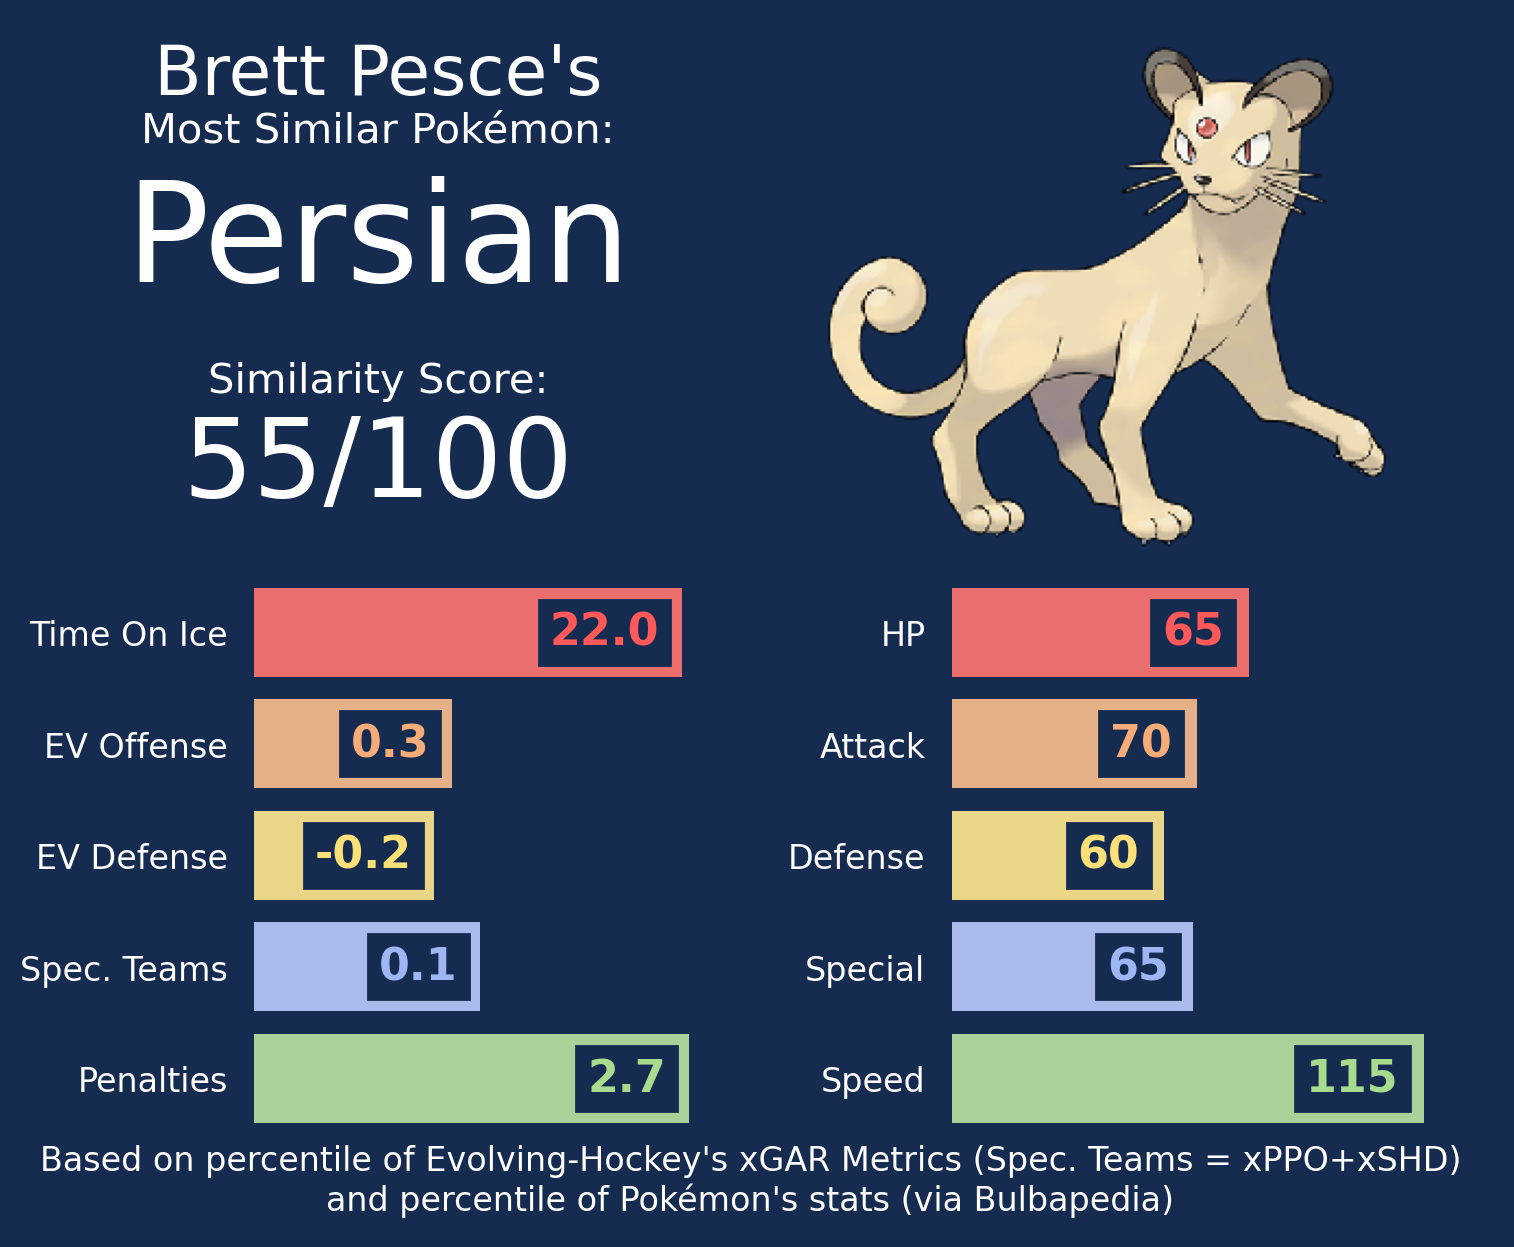 Brett Pesce's
Most Similar Pokémon:
Persian
Similarity Score:
55/100
Time On Ice 22.0
EV Offense 0.3
EV Defense -0.2
Spec. Teams 0.1
Penalties 2.7
HP 65
Attack 70
Defense 60
Special 65
Speed 115
Based on percentile of Evolving-Hockey's xGAR Metrics (Spec. Teams = xPPO+xSHD)
and percentile of Pokémon's stats (via Bulbapedia)